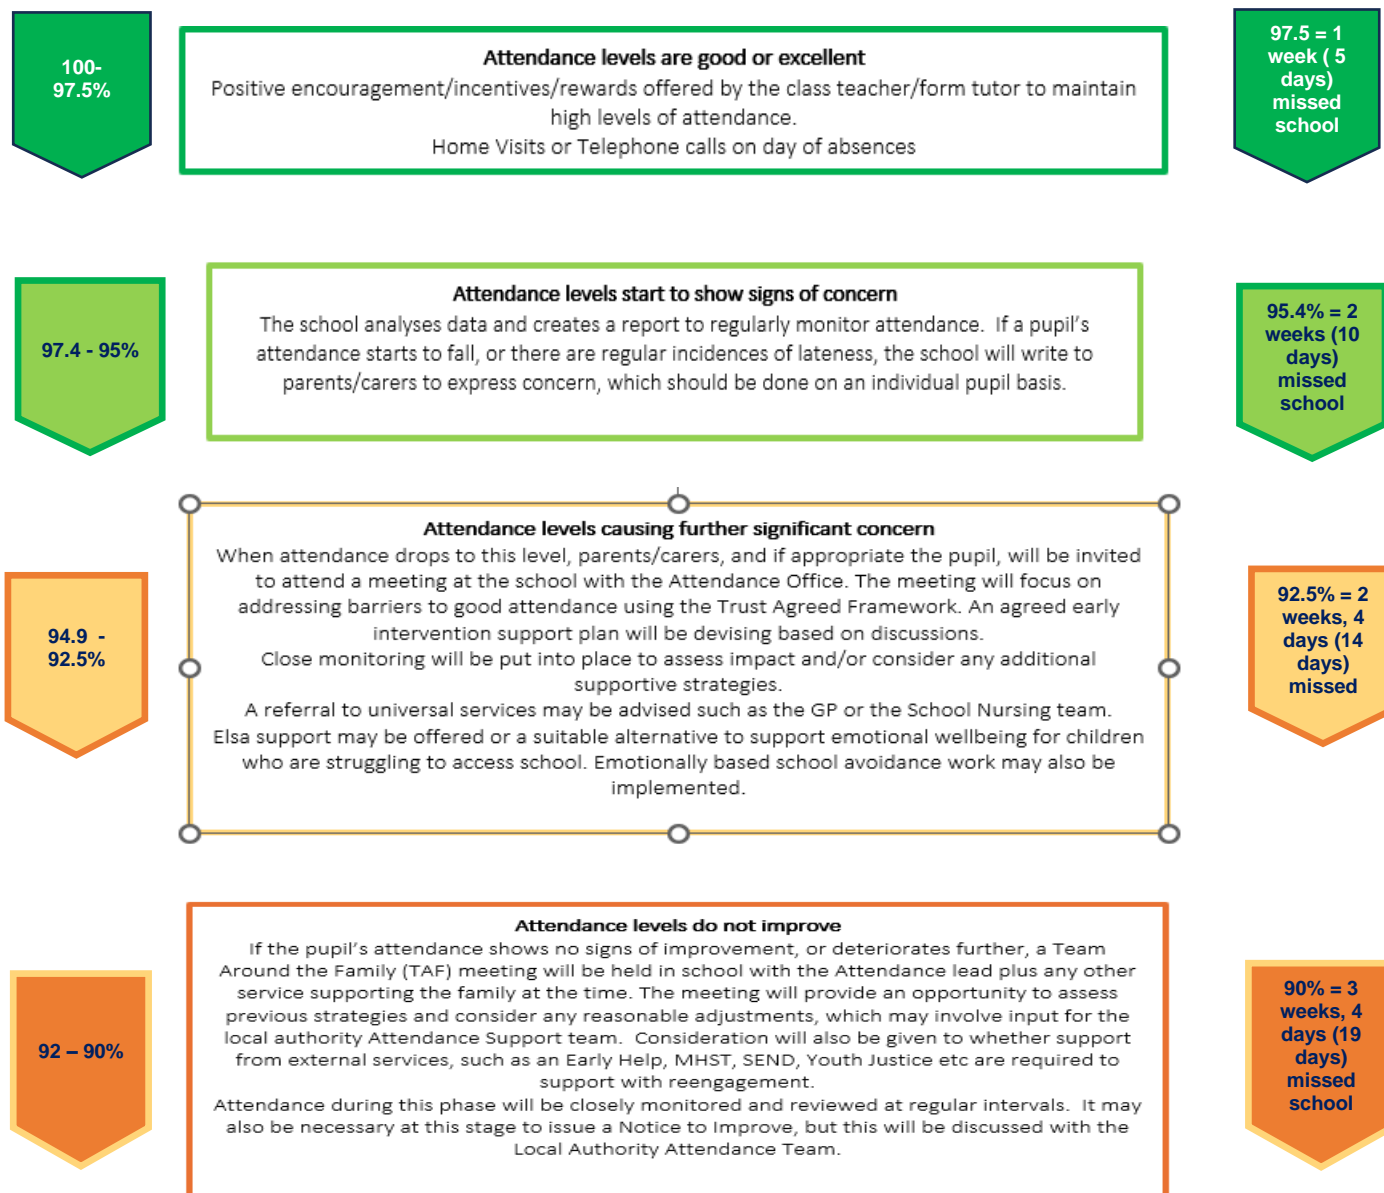 100-
97.5%
Attendance levels are good or excellent
Positive encouragement/incentives/rewards offered by the class teacher/form tutor to maintain
high levels of attendance.
Home Visits or Telephone calls on day of absences
97.5 = 1
week ( 5
days)
missed
school
97.4 - 95%
Attendance levels start to show signs of concern
The school analyses data and creates a report to regularly monitor attendance.  If a pupil's
attendance starts to fall, or there are regular incidences of lateness, the school will write to
parents/carers to express concern, which should be done on an individual pupil basis.
95.4% = 2
weeks (10
days)
missed
school
94.9  -
92.5%
Attendance levels causing further significant concern
When attendance drops to this level, parents/carers, and if appropriate the pupil, will be invited
to attend a meeting at the school with the Attendance Office. The meeting will focus on
addressing barriers to good attendance using the Trust Agreed Framework. An agreed early
intervention support plan will be devising based on discussions.
Close monitoring will be put into place to assess impact and/or consider any additional
supportive strategies.
A referral to universal services may be advised such as the GP or the School Nursing team.
Elsa support may be offered or a suitable alternative to support emotional wellbeing for children
who are struggling to access school. Emotionally based school avoidance work may also be
implemented.
92.5% = 2
weeks, 4
days (14
days)
missed
92 – 90%
Attendance levels do not improve
If the pupil's attendance shows no signs of improvement, or deteriorates further, a Team
Around the Family (TAF) meeting will be held in school with the Attendance lead plus any other
service supporting the family at the time. The meeting will provide an opportunity to assess
previous strategies and consider any reasonable adjustments, which may involve input for the
local authority Attendance Support team.  Consideration will also be given to whether support
from external services, such as an Early Help, MHST, SEND, Youth Justice etc are required to
support with reengagement.
Attendance during this phase will be closely monitored and reviewed at regular intervals.  It may
also be necessary at this stage to issue a Notice to Improve, but this will be discussed with the
Local Authority Attendance Team.
90% = 3
weeks, 4
days (19
days)
missed
school